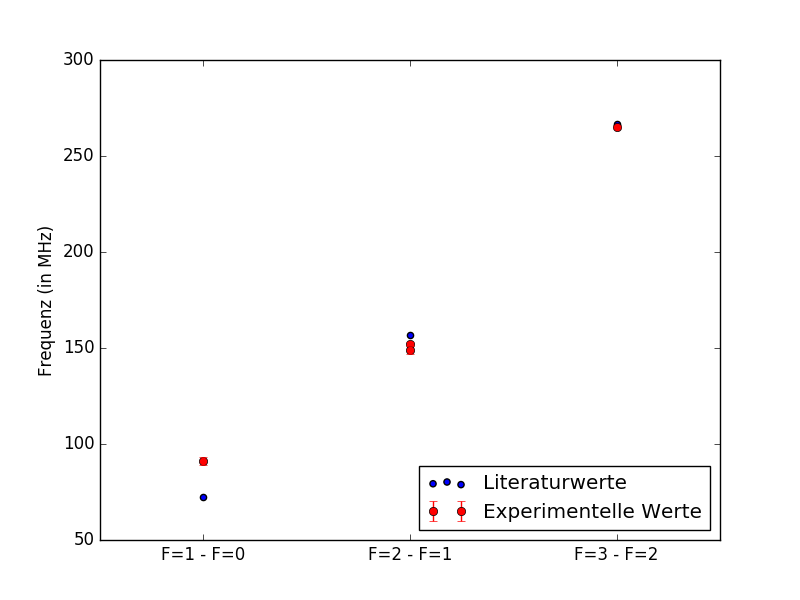 300
250
200
150
100
50
Frequenz (in MHz)
F=1 - F=0
F=2 - F=1
F=3 - F=2
Literaturwerte
Experimentelle Werte